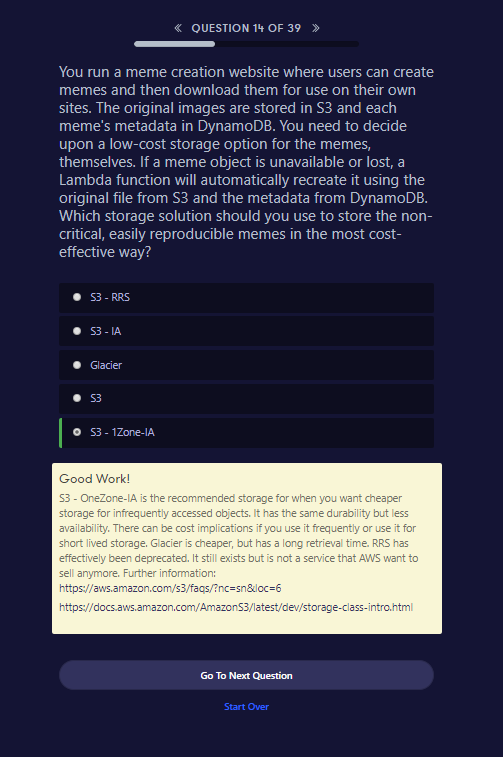 « QUESTION 14 OF 39 »
You run a meme creation website where users can create
memes and then download them for use on their own
sites. The original images are stored in S3 and each
meme's metadata in DynamoDB. You need to decide
upon a low-cost storage option for the memes,
themselves. If a meme object is unavailable or lost, a
Lambda function will automatically recreate it using the
original file from S3 and the metadata from DynamoDB.
Which storage solution should you use to store the non-
critical, easily reproducible memes in the most cost-
effective way?
S3 - RRS
S3 - IA
Glacier
S3
S3 - 1Zone-IA
Good Work!
S3 - OneZone-IA is the recommended storage for when you want cheaper
storage for infrequently accessed objects. It has the same durability but less
availability. There can be cost implications if you use it frequently or use it for
short lived storage. Glacier is cheaper, but has a long retrieval time. RRS has
effectively been deprecated. It still exists but is not a service that AWS want to
sell anymore. Further information:
https://aws.amazon.com/s3/faqs/?nc=sn&loc=6
https://docs.aws.amazon.com/AmazonS3/latest/dev/storage-class-intro.html
Go To Next Question
Start Over